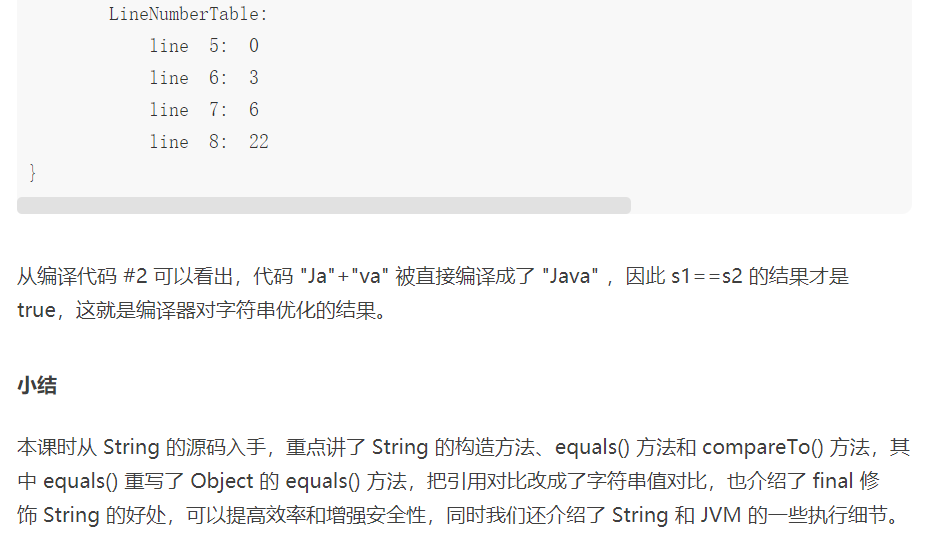 LineNumberTable:
line 5: 0
line 6: 3
line 7: 6
line 8: 22
}
从编译代码 #2 可以看出，代码 "Ja"+"va" 被直接编译成了 "Java" ，因此 s1==s2 的结果才是
true，这就是编译器对字符串优化的结果。
小结
本课时从 String 的源码入手，重点讲了 String 的构造方法、equals() 方法和 compareTo() 方法，其
中 equals() 重写了 Object 的 equals() 方法，把引用对比改成了字符串值对比，也介绍了 final 修
饰 String 的好处，可以提高效率和增强安全性，同时我们还介绍了 String 和 JVM 的一些执行细节。